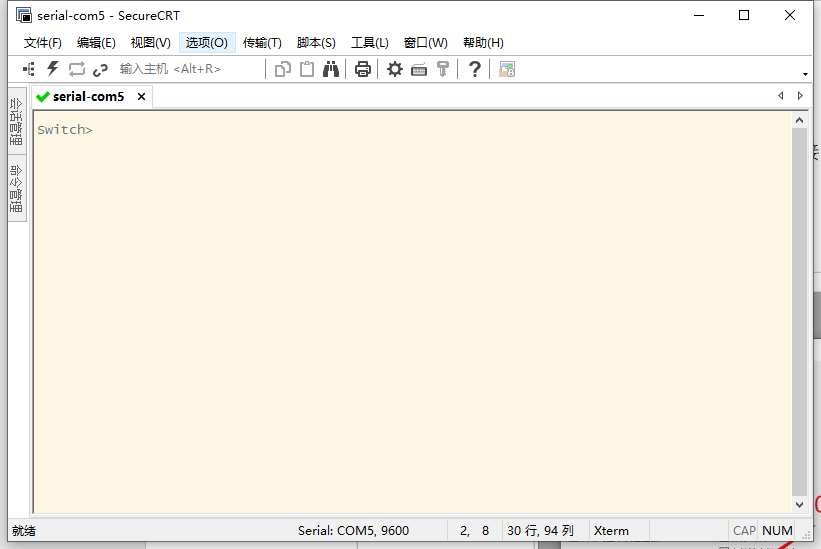 serial-com5 - SecureCRT
文件(F) 编辑(E) 视图(V) 选项(O) 传输(T) 脚本(S) 工具(L) 窗口(W) 帮助(H)
输入主机 <Alt+R>
serial-com5
会话管理
命令管理
Switch>
就绪 Serial: COM5, 9600 2, 8 30 行, 94 列 Xterm CAP NUM